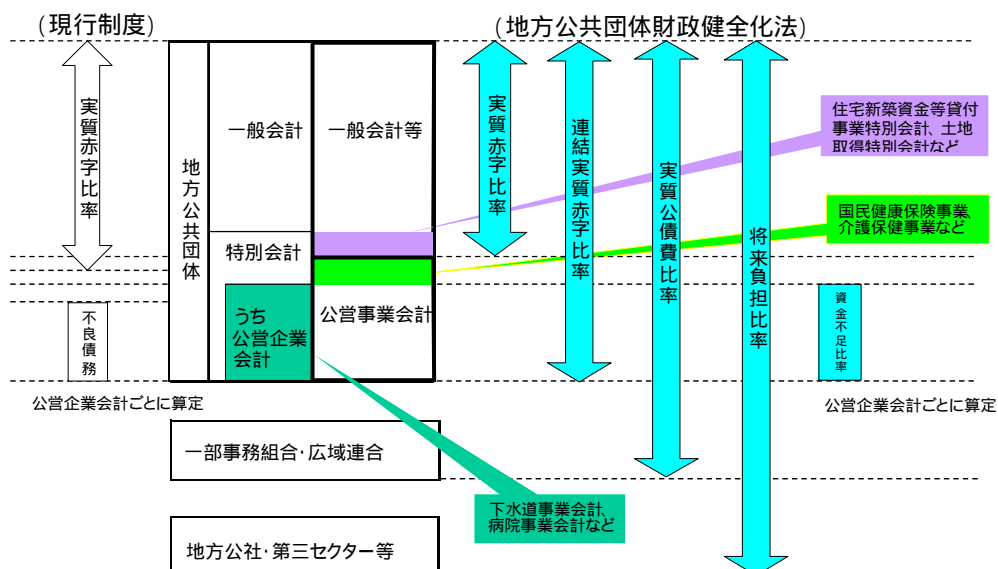 (現行制度)
(地方公共団体財政健全化法)
実質赤字比率
不良債務
公営企業会計ごとに算定
地方公共団体
一般会計
特別会計
うち
公営企業
会計
一般会計等
公営事業会計
一部事務組合・広域連合
地方公社・第三セクター等
実質赤字比率
連結実質赤字比率
実質公債費比率
将来負担比率
住宅新築資金等貸付
事業特別会計、土地
取得特別会計など
国民健康保険事業、
介護保健事業など
資金不足比率
公営企業会計ごとに算定
下水道事業会計、
病院事業会計など